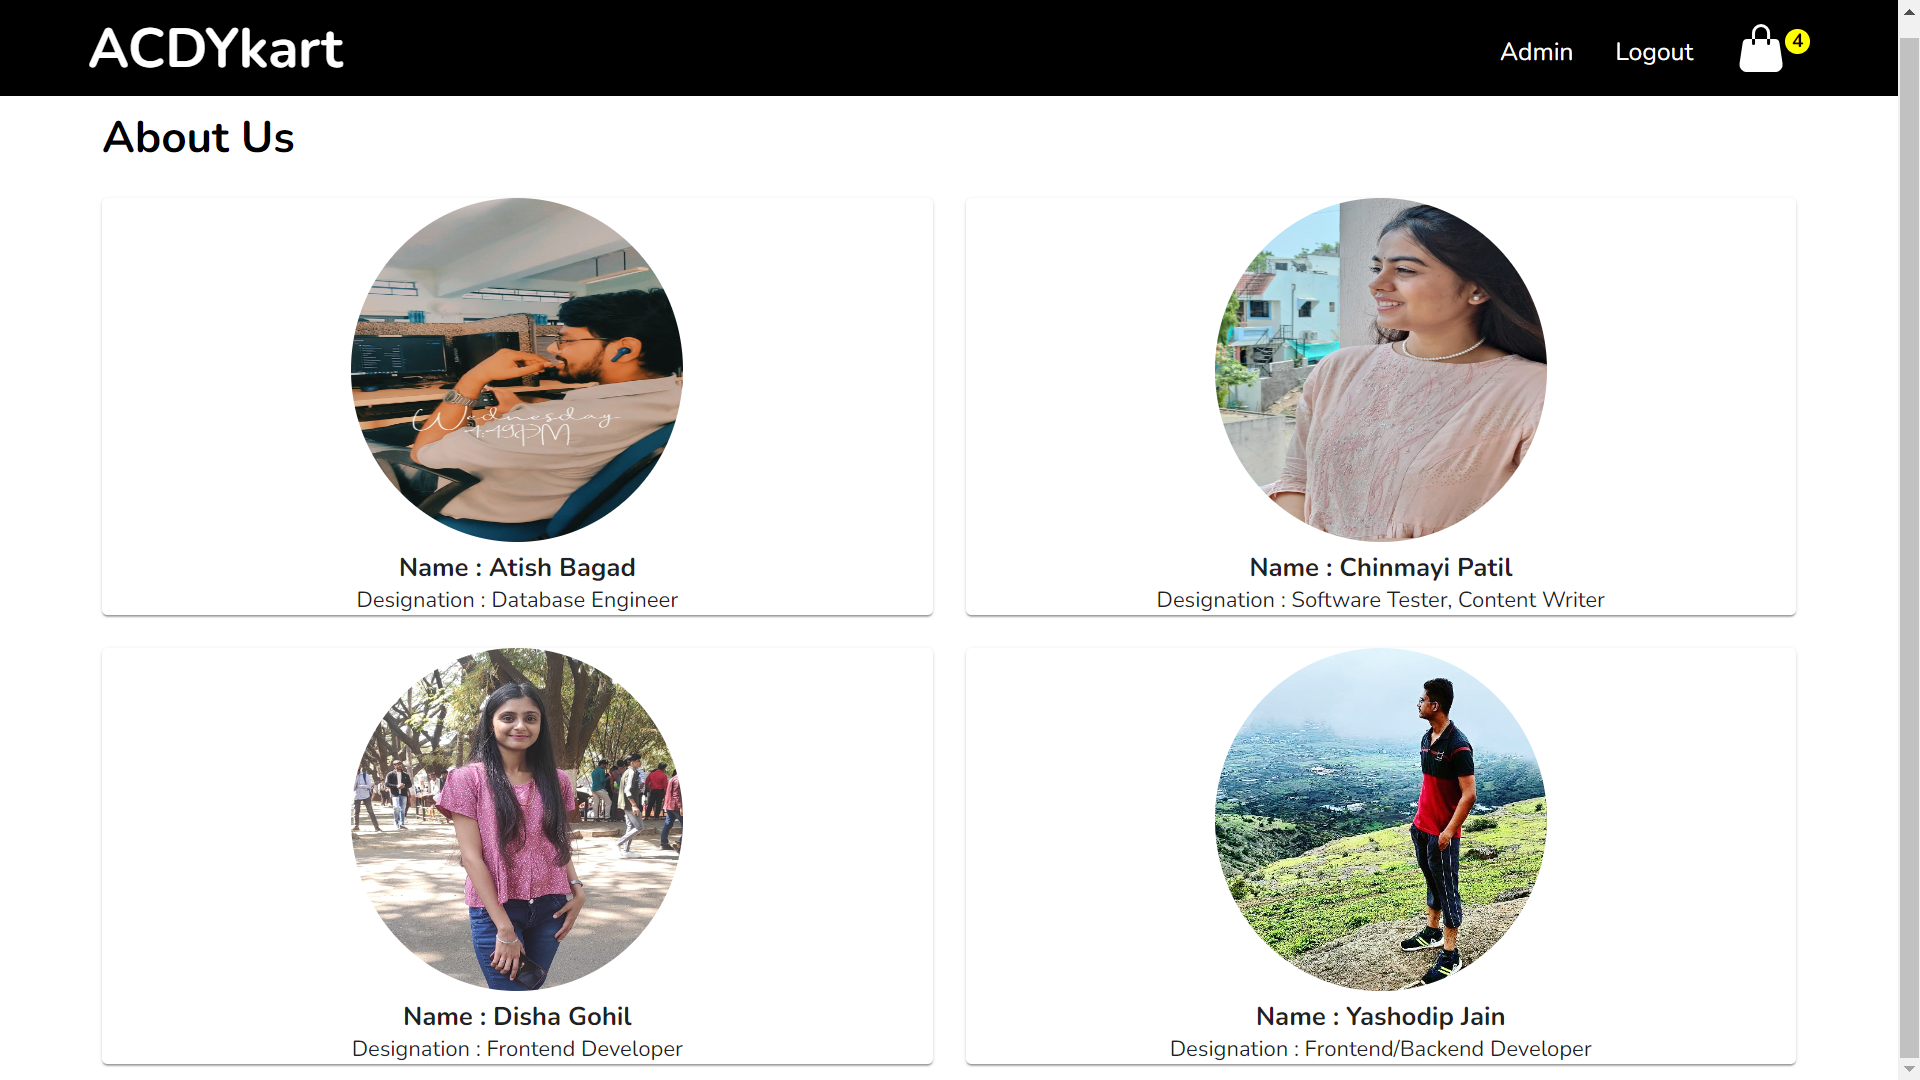 ACDYkart
Admin Logout 4
About Us
Wednesday
4:49PM
Name : Atish Bagad
Designation : Database Engineer
Name : Chinmayi Patil
Designation : Software Tester, Content Writer
Name : Disha Gohil
Designation : Frontend Developer
Name : Yashodip Jain
Designation : Frontend/Backend Developer